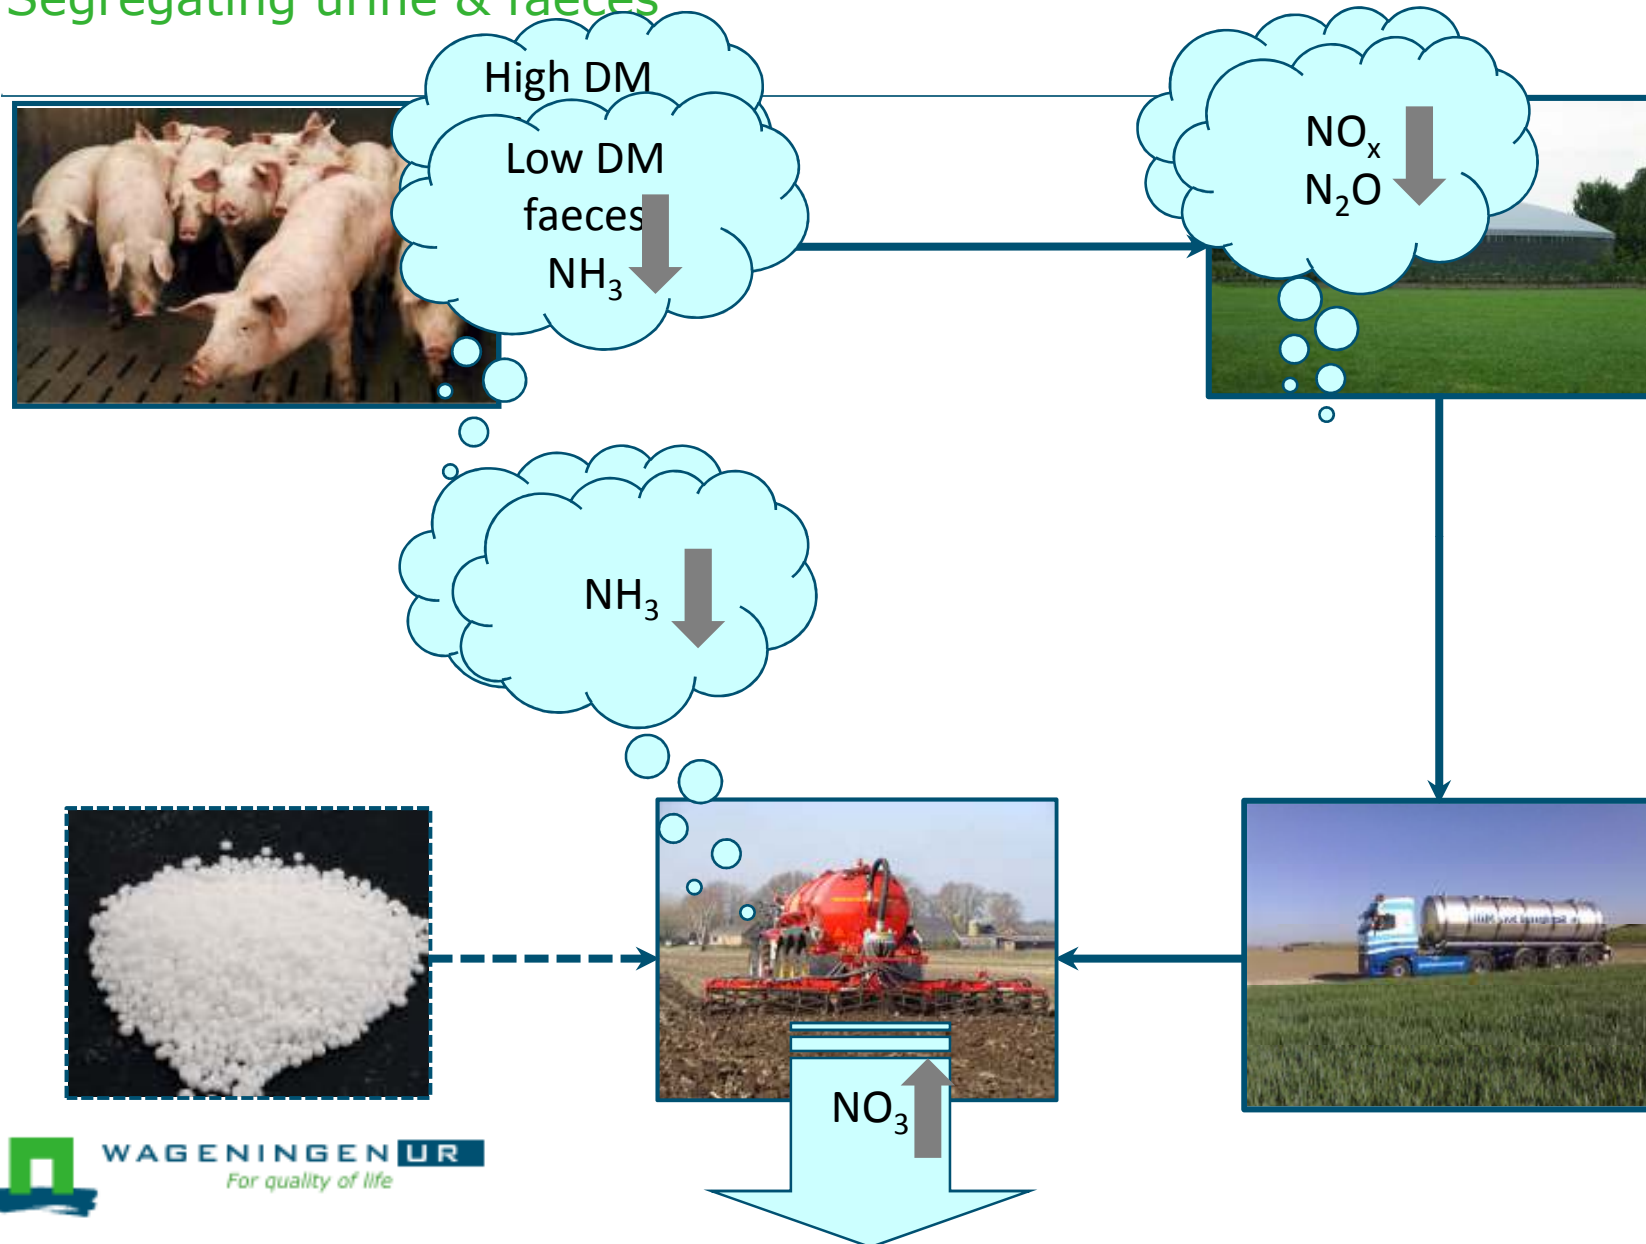 Segregating urine & faeces
High DM
Low DM
faeces
NH₃
NOₓ
N₂O
NH₃
NO₃
WAGENINGEN UR
For quality of life